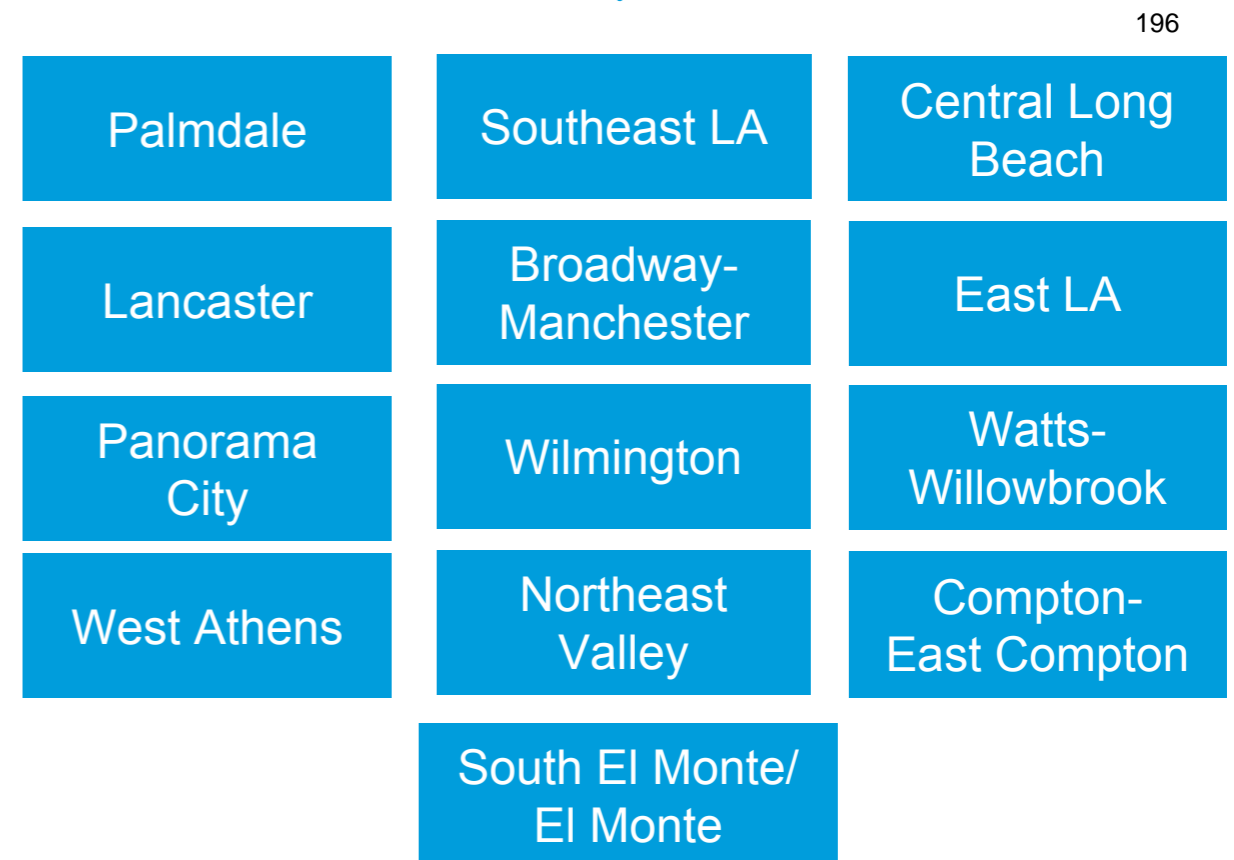 196
Palmdale
Southeast LA
Central Long
Beach
Lancaster
Broadway-
Manchester
East LA
Panorama
City
Wilmington
Watts-
Willowbrook
West Athens
Northeast
Valley
Compton-
East Compton
South El Monte/
El Monte